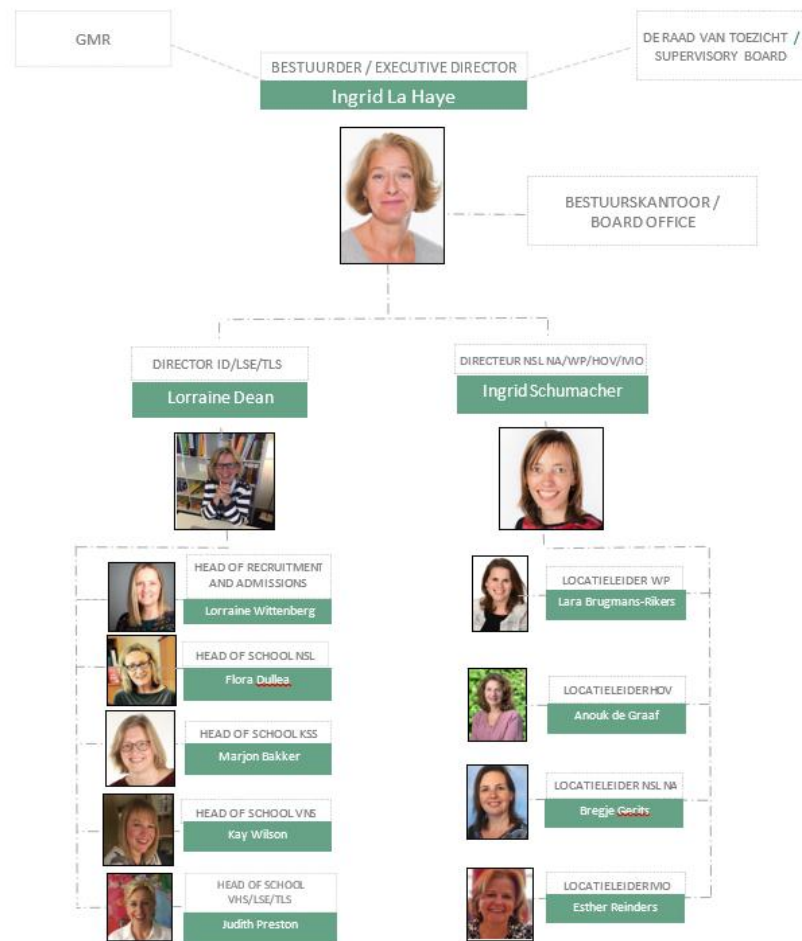 GMR
DE RAAD VAN TOEZICHT /
SUPERVISORY BOARD
BESTUURDER / EXECUTIVE DIRECTOR
Ingrid La Haye
BESTUURSKANTOOR /
BOARD OFFICE
DIRECTOR ID/LSE/TLS
Lorraine Dean
DIRECTEUR NSL NA/WP/HOV/IVIO
Ingrid Schumacher
HEAD OF RECRUITMENT
AND ADMISSIONS
Lorraine Wittenberg
HEAD OF SCHOOL NSL
Flora Dullea
HEAD OF SCHOOL KSS
Marjon Bakker
HEAD OF SCHOOL VNS
Kay Wilson
HEAD OF SCHOOL
VHS/LSE/TLS
Judith Preston
LOCATIELEIDER WP
Lara Brugmans-Rikers
LOCATIELEIDER HOV
Anouk de Graaf
LOCATIELEIDER NSL NA
Bregje Gerits
LOCATIELEIDER IVIO
Esther Reinders